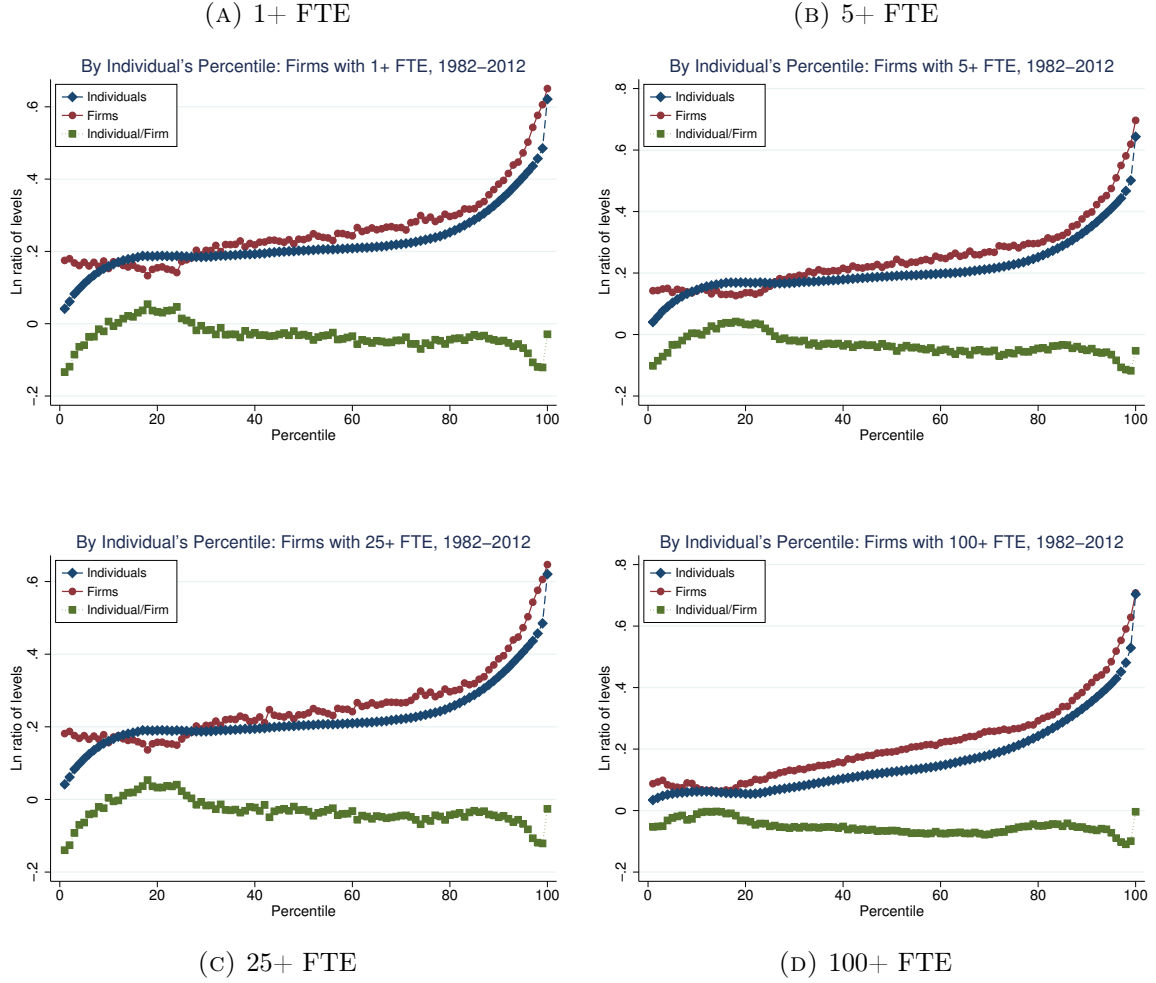 (A) 1+ FTE
By Individual's Percentile: Firms with 1+ FTE, 1982−2012
Individuals
Firms
Individual/Firm
Ln ratio of levels
.6
.4
.2
0
−.2
0 20 40 60 80 100
Percentile
(B) 5+ FTE
By Individual's Percentile: Firms with 5+ FTE, 1982−2012
Individuals
Firms
Individual/Firm
Ln ratio of levels
.8
.6
.4
.2
0
−.2
0 20 40 60 80 100
Percentile
By Individual's Percentile: Firms with 25+ FTE, 1982−2012
Individuals
Firms
Individual/Firm
Ln ratio of levels
.6
.4
.2
0
−.2
0 20 40 60 80 100
Percentile
(C) 25+ FTE
By Individual's Percentile: Firms with 100+ FTE, 1982−2012
Individuals
Firms
Individual/Firm
Ln ratio of levels
.8
.6
.4
.2
0
−.2
0 20 40 60 80 100
Percentile
(D) 100+ FTE